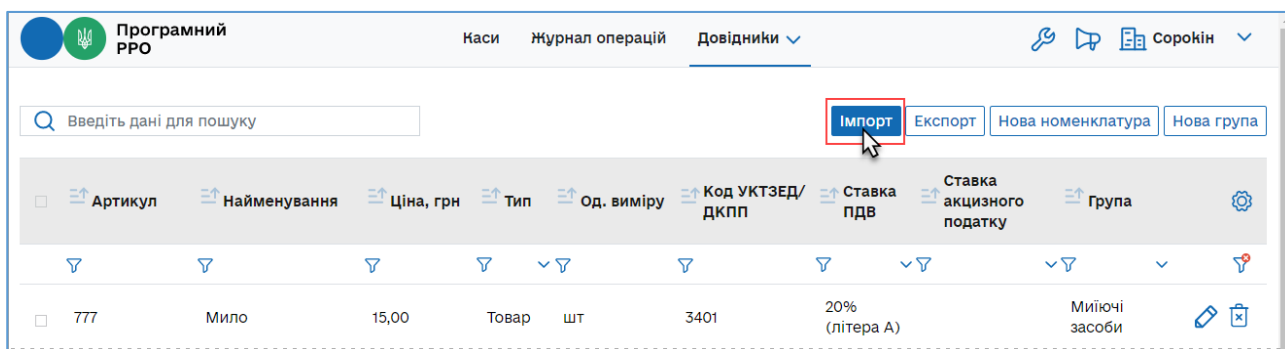 Програмний
РРО
Каси Журнал операцій Довідники Сорокін
Введіть дані для пошуку Імпорт Експорт Нова номенклатура Нова група
Артикул Найменування Ціна, грн Тип Од. виміру Код УКТЗЕД/ Ставка Ставка Група
ДКПП ПДВ акцизного
податку
777 Мило 15,00 Товар шт 3401 20% Миючі
(літера А) засоби